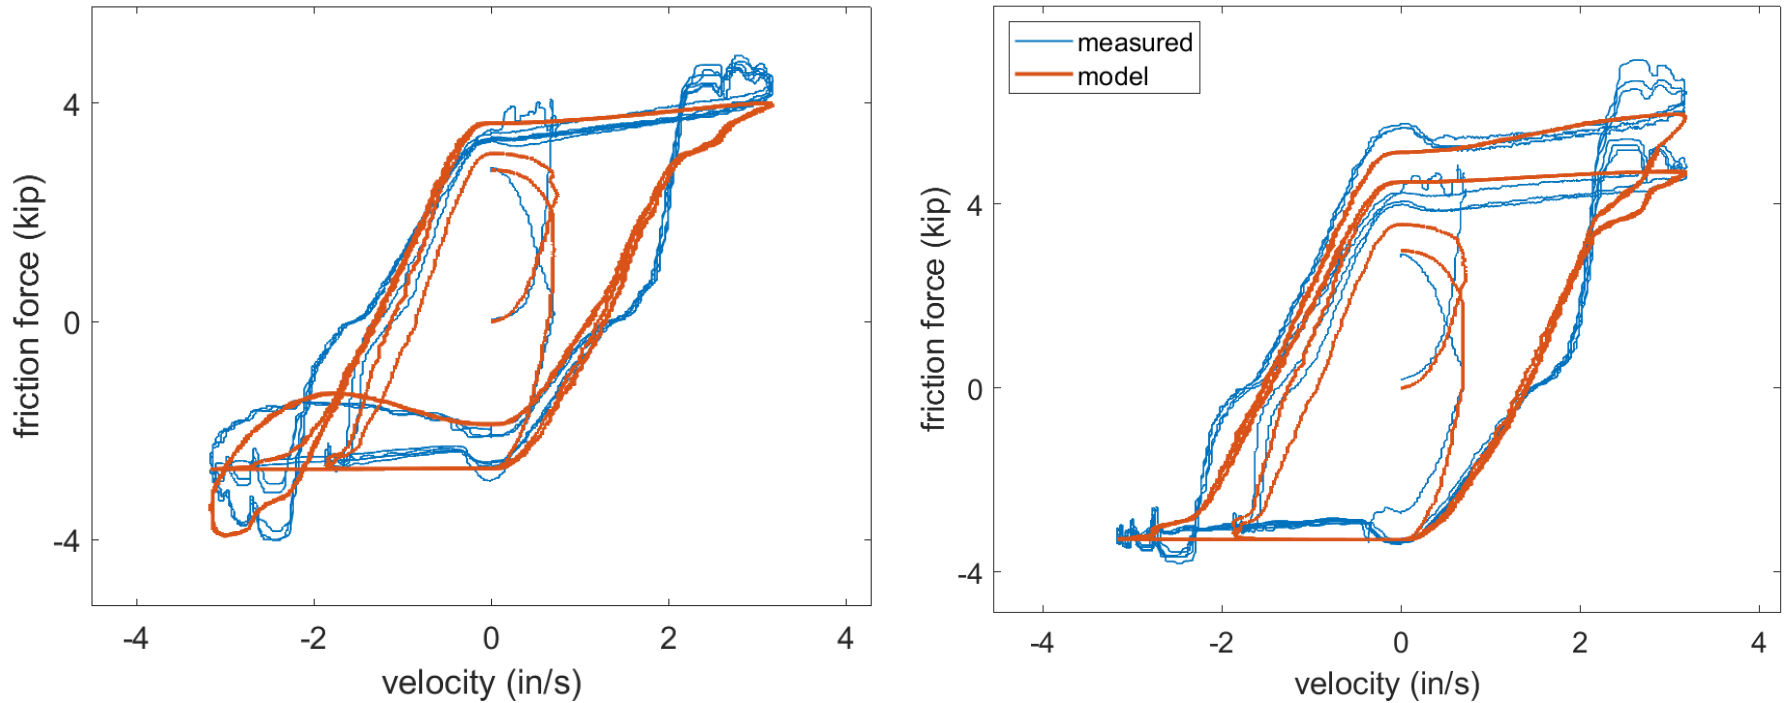 friction force (kip)
4
0
-4
-4
-2
0
2
4
velocity (in/s)
measured
model
friction force (kip)
4
0
-4
-4
-2
0
2
4
velocity (in/s)